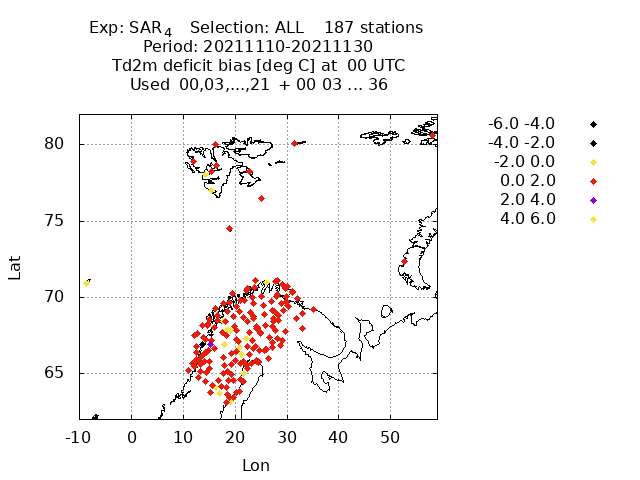 Exp: SAR4 Selection: ALL 187 stations
Period: 20211110-20211130
Td2m deficit bias [deg C] at 00 UTC
Used 00,03,...,21 + 00 03 ... 36
-6.0 -4.0
-4.0 -2.0
-2.0 0.0
0.0 2.0
2.0 4.0
4.0 6.0
80
75
70
65
Lat
-10 0 10 20 30 40 50
Lon